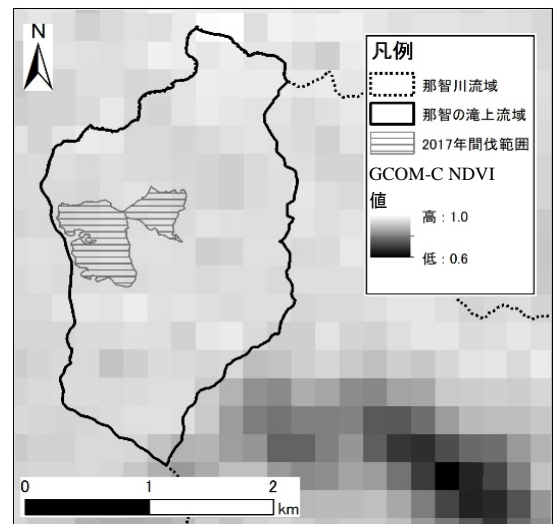 N
凡例
那智川流域
那智の滝上流域
2017年間伐範囲
GCOM-C NDVI
値
高 : 1.0
低 : 0.6
0 1 2
km